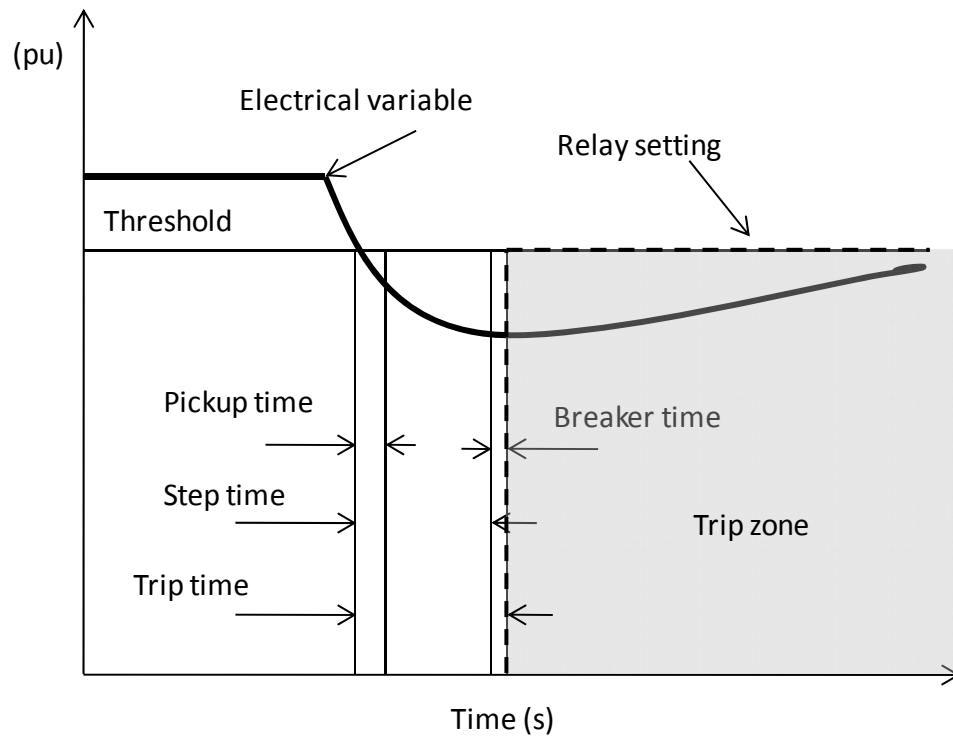 (pu)
Electrical variable
Relay setting
Threshold
Pickup time
Breaker time
Step time
Trip zone
Trip time
Time (s)